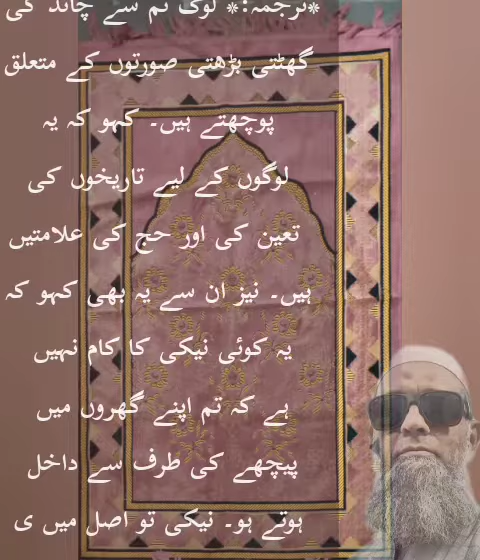 *ترجمہ:* لوگ تم سے چاند کی
گھٹتی بڑھتی صورتوں کے متعلق
پوچھتے ہیں۔ کہو کہ یہ
لوگوں کے لیے تاریخوں کی
تعین کی اور حج کی علامتیں
ہیں۔ نیز ان سے یہ بھی کہو کہ
یہ کوئی نیکی کا کام نہیں
ہے کہ تم اپنے گھروں میں
پیچھے کی طرف سے داخل
ہوتے ہو۔ نیکی تو اصل میں ی